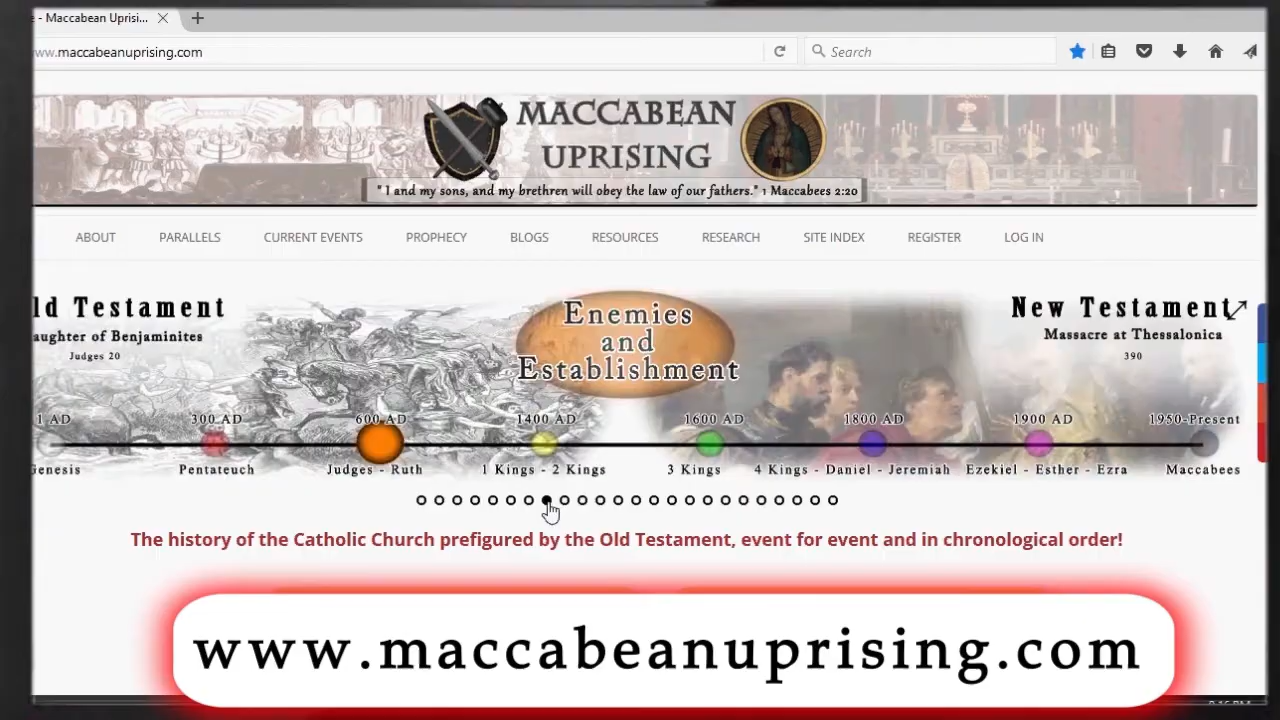 - Maccabean Uprisi...
www.maccabeanuprising.com
Search
MACCABEAN
UPRISING
" I and my sons, and my brethren will obey the law of our fathers." 1 Maccabees 2:20
ABOUT PARALLELS CURRENT EVENTS PROPHECY BLOGS RESOURCES RESEARCH SITE INDEX REGISTER LOG IN
ld Testament
aughter of Benjaminites
Judges 20
Enemies
and
Establishment
New Testament
Massacre at Thessalonica
390
1 AD 300 AD 600 AD 1400 AD 1600 AD 1800 AD 1900 AD 1950-Present
Genesis Pentateuch Judges - Ruth 1 Kings - 2 Kings 3 Kings 4 Kings - Daniel - Jeremiah Ezekiel - Esther - Ezra Maccabees
The history of the Catholic Church prefigured by the Old Testament, event for event and in chronological order!
www.maccabeanuprising.com